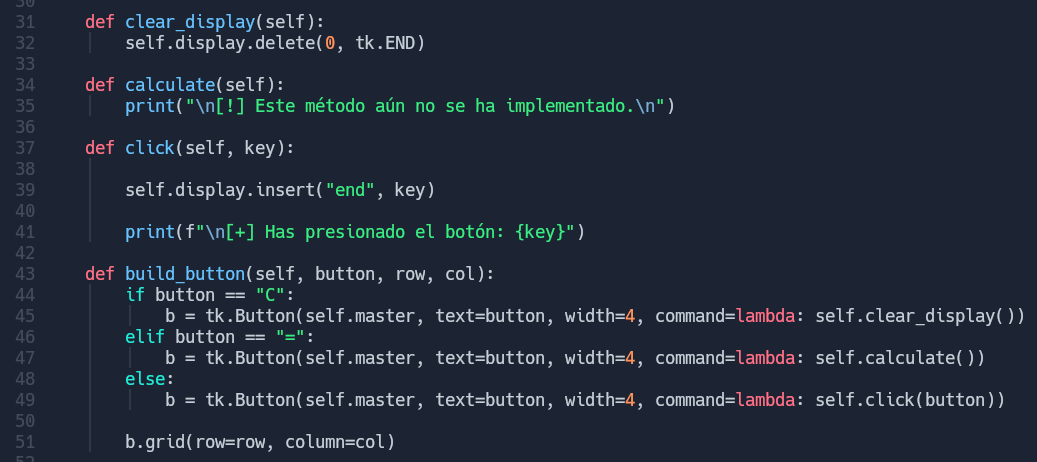 30
31     def clear_display(self):
32         self.display.delete(0, tk.END)
33
34     def calculate(self):
35         print("\n[!] Este método aún no se ha implementado.\n")
36
37     def click(self, key):
38
39         self.display.insert("end", key)
40
41         print(f"\n[+] Has presionado el botón: {key}")
42
43     def build_button(self, button, row, col):
44         if button == "C":
45             b = tk.Button(self.master, text=button, width=4, command=lambda: self.clear_display())
46         elif button == "=":
47             b = tk.Button(self.master, text=button, width=4, command=lambda: self.calculate())
48         else:
49             b = tk.Button(self.master, text=button, width=4, command=lambda: self.click(button))
50
51         b.grid(row=row, column=col)
52